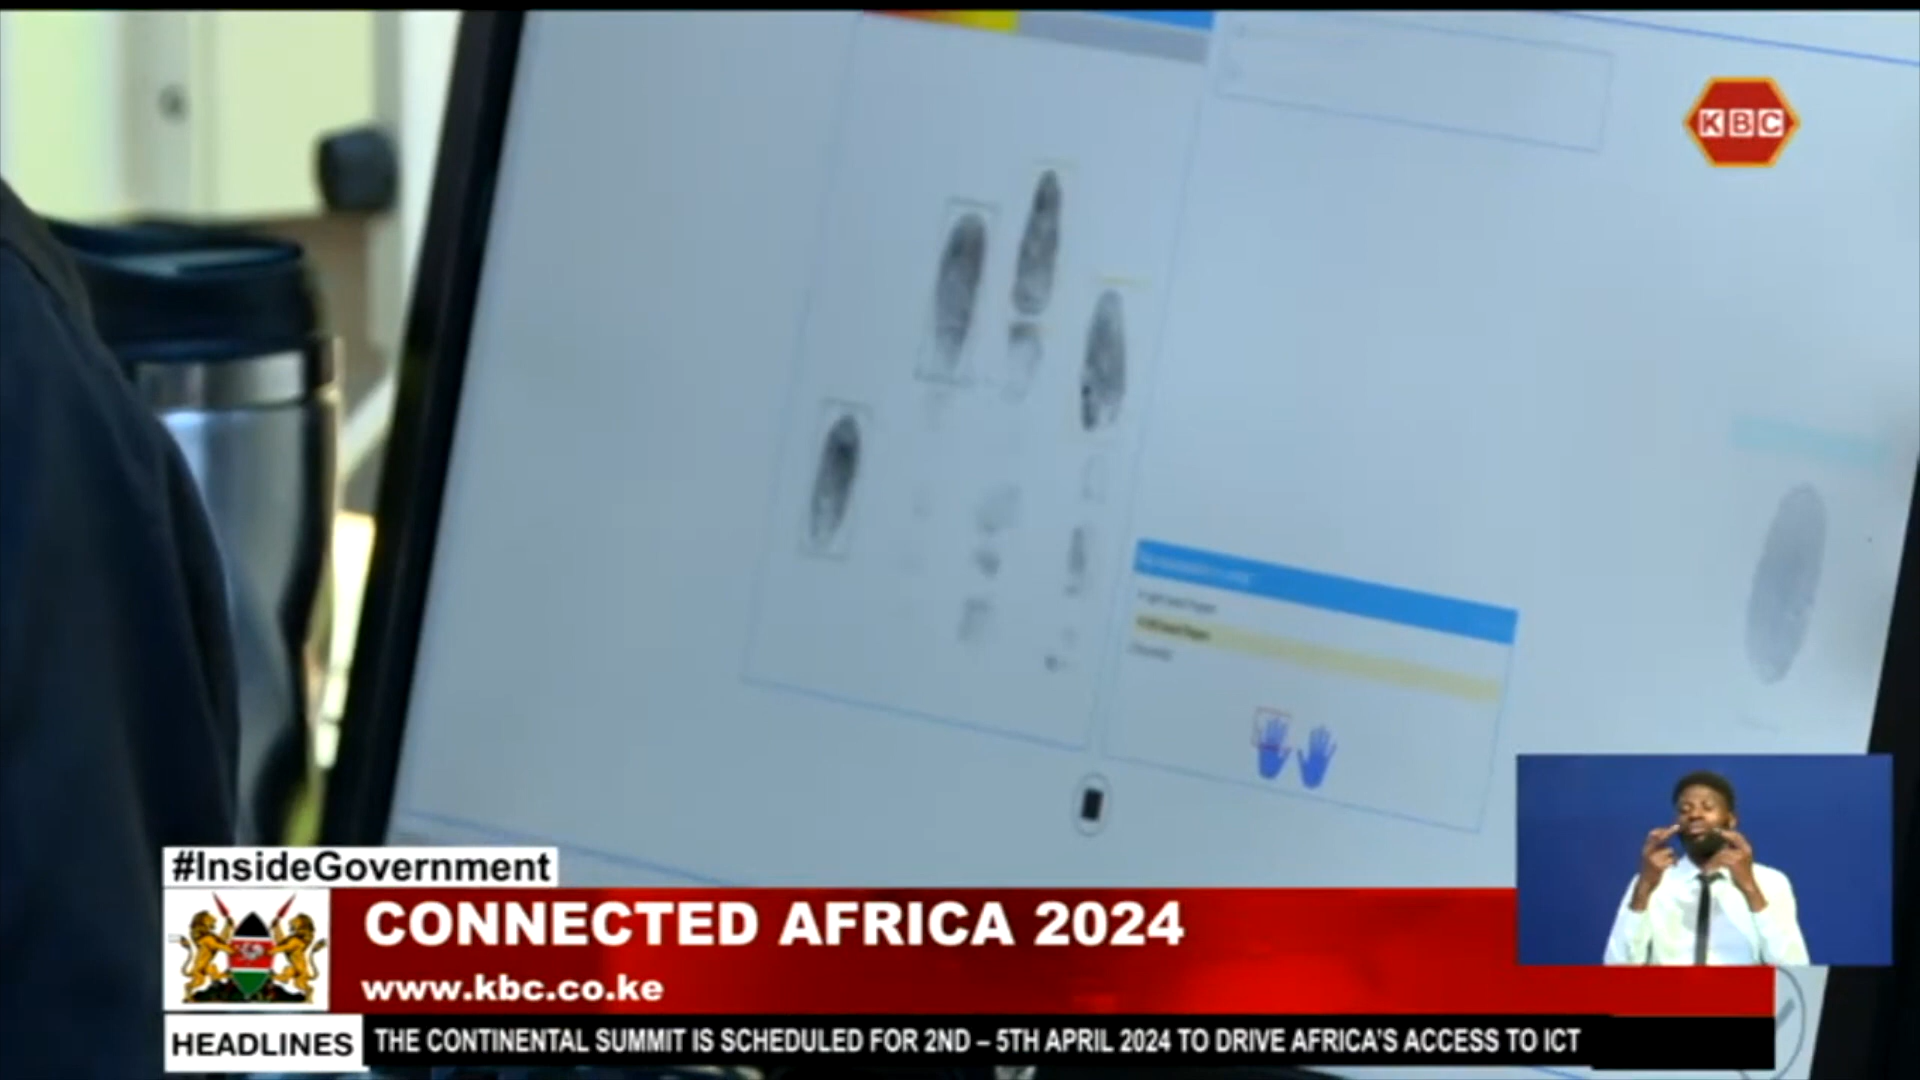 KBC
#InsideGovernment
CONNECTED AFRICA 2024
www.kbc.co.ke
HEADLINES
THE CONTINENTAL SUMMIT IS SCHEDULED FOR 2ND – 5TH APRIL 2024 TO DRIVE AFRICA'S ACCESS TO ICT